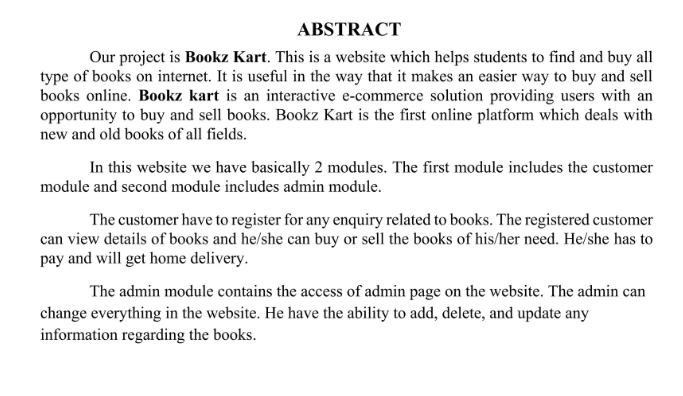 ABSTRACT
Our project is Bookz Kart. This is a website which helps students to find and buy all
type of books on internet. It is useful in the way that it makes an easier way to buy and sell
books online. Bookz kart is an interactive e-commerce solution providing users with an
opportunity to buy and sell books. Bookz Kart is the first online platform which deals with
new and old books of all fields.
In this website we have basically 2 modules. The first module includes the customer
module and second module includes admin module.
The customer have to register for any enquiry related to books. The registered customer
can view details of books and he/she can buy or sell the books of his/her need. He/she has to
pay and will get home delivery.
The admin module contains the access of admin page on the website. The admin can
change everything in the website. He have the ability to add, delete, and update any
information regarding the books.